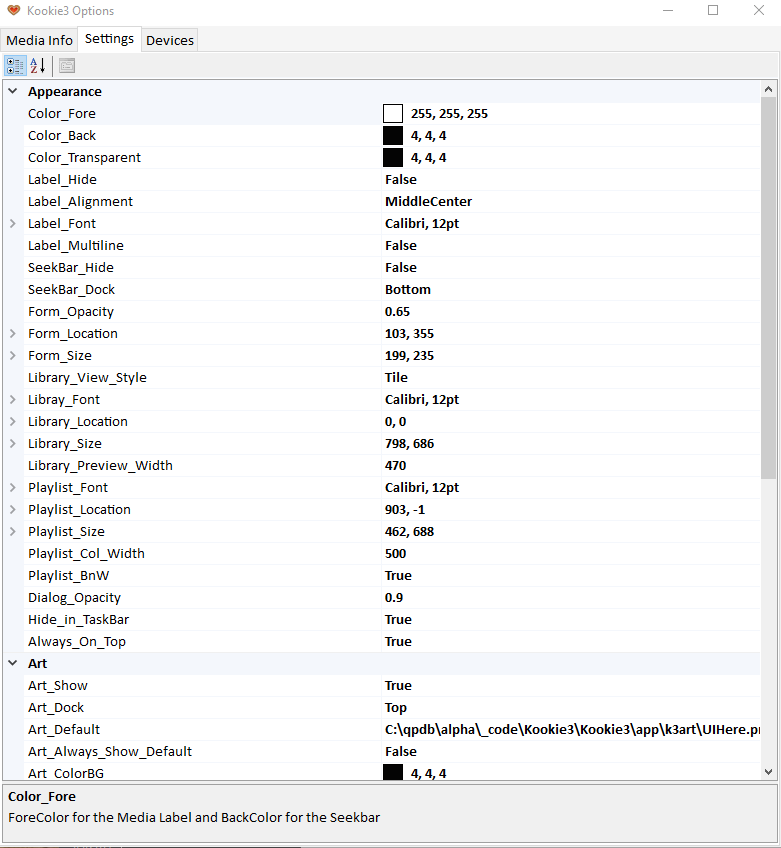 Kookie3 Options
Media Info Settings Devices
Appearance
Color_Fore 255, 255, 255
Color_Back 4, 4, 4
Color_Transparent 4, 4, 4
Label_Hide False
Label_Alignment MiddleCenter
Label_Font Calibri, 12pt
Label_Multiline False
SeekBar_Hide False
SeekBar_Dock Bottom
Form_Opacity 0.65
Form_Location 103, 355
Form_Size 199, 235
Library_View_Style Tile
Libray_Font Calibri, 12pt
Library_Location 0, 0
Library_Size 798, 686
Library_Preview_Width 470
Playlist_Font Calibri, 12pt
Playlist_Location 903, -1
Playlist_Size 462, 688
Playlist_Col_Width 500
Playlist_BnW True
Dialog_Opacity 0.9
Hide_in_TaskBar True
Always_On_Top True
Art
Art_Show True
Art_Dock Top
Art_Default C:\qpdb\alpha\_code\Kookie3\Kookie3\app\k3art\UIHere.pr
Art_Always_Show_Default False
Art_ColorBG 4, 4, 4
Color_Fore
ForeColor for the Media Label and BackColor for the Seekbar